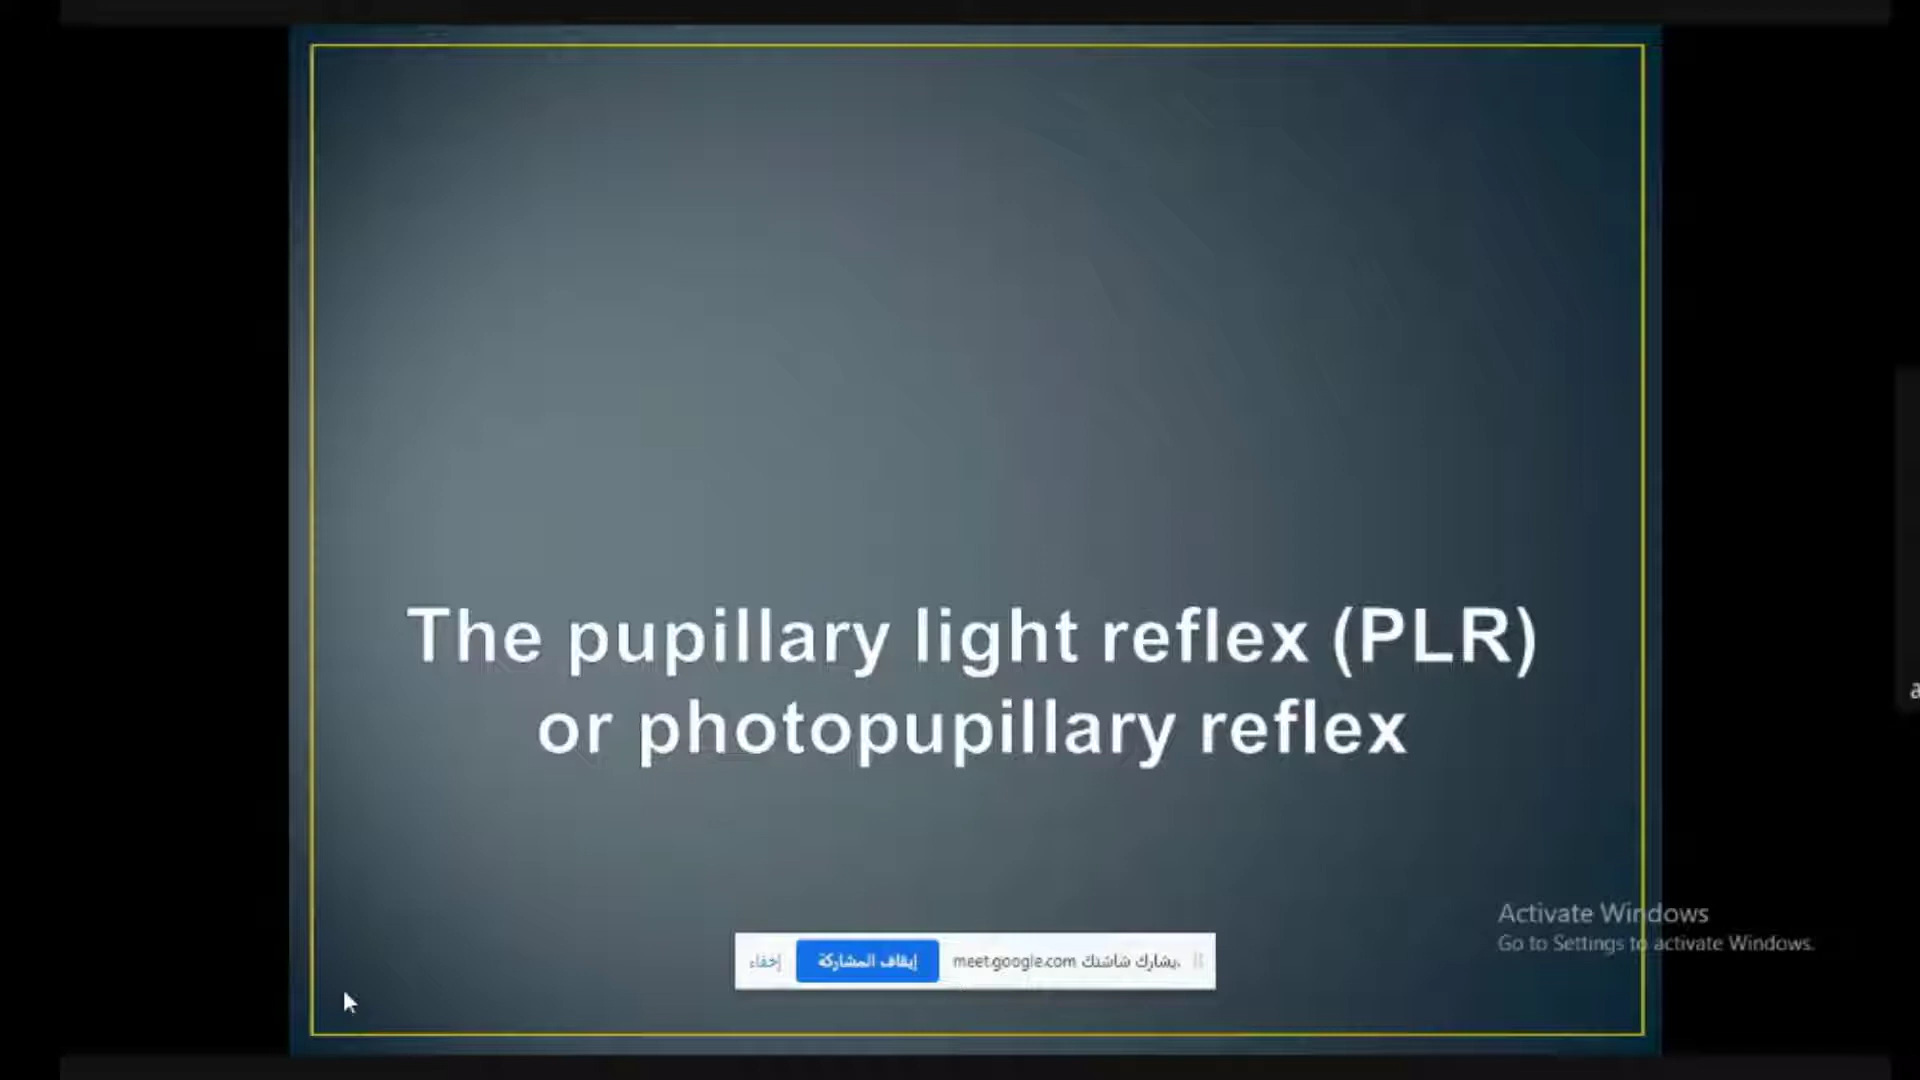 The pupillary light reflex (PLR)
or photopupillary reflex
Activate Windows
Go to Settings to activate Windows.
يشارك شاشتك meet.google.com.
إيقاف المشاركة
إخفاء